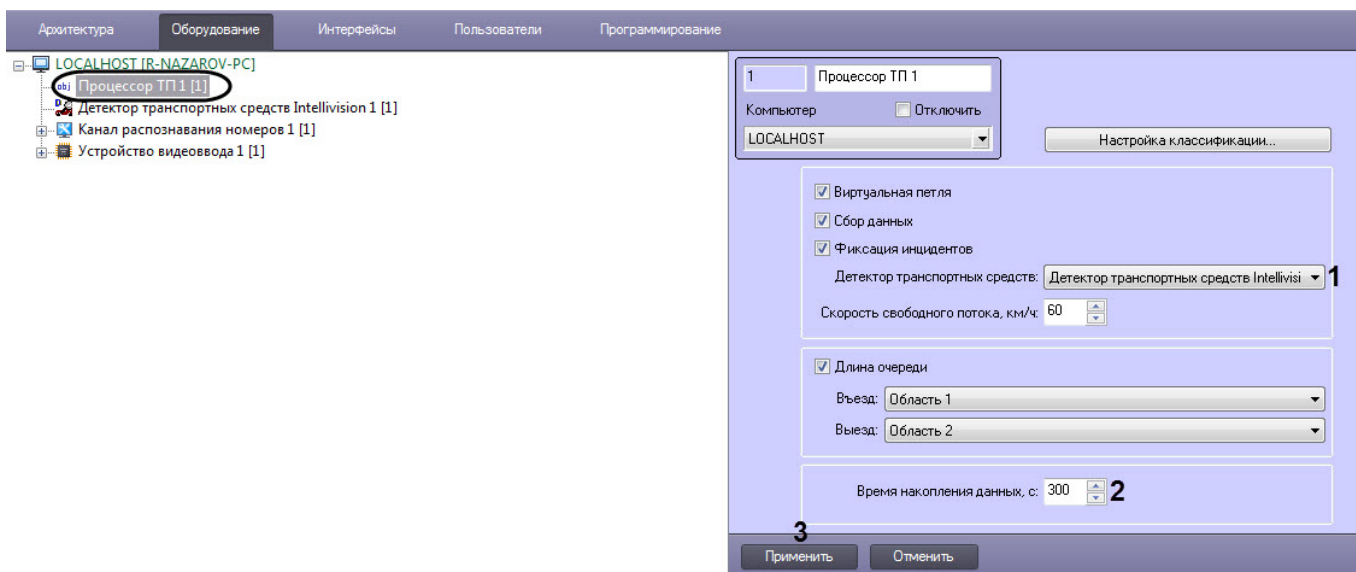 Архитектура Оборудование Интерфейсы Пользователи Программирование
LOCALHOST [R-NAZAROV-PC]
obj Процессор ТП 1 [1]
Детектор транспортных средств Intellivision 1 [1]
Канал распознавания номеров 1 [1]
Устройство видеоввода 1 [1]
1 Процессор ТП 1
Компьютер Отключить
LOCALHOST Настройка классификации...
Виртуальная петля
Сбор данных
Фиксация инцидентов
Детектор транспортных средств: Детектор транспортных средств Intellivisi 1
Скорость свободного потока, км/ч: 60
Длина очереди
Въезд: Область 1
Выезд: Область 2
Время накопления данных, с: 300 2
3
Применить Отменить